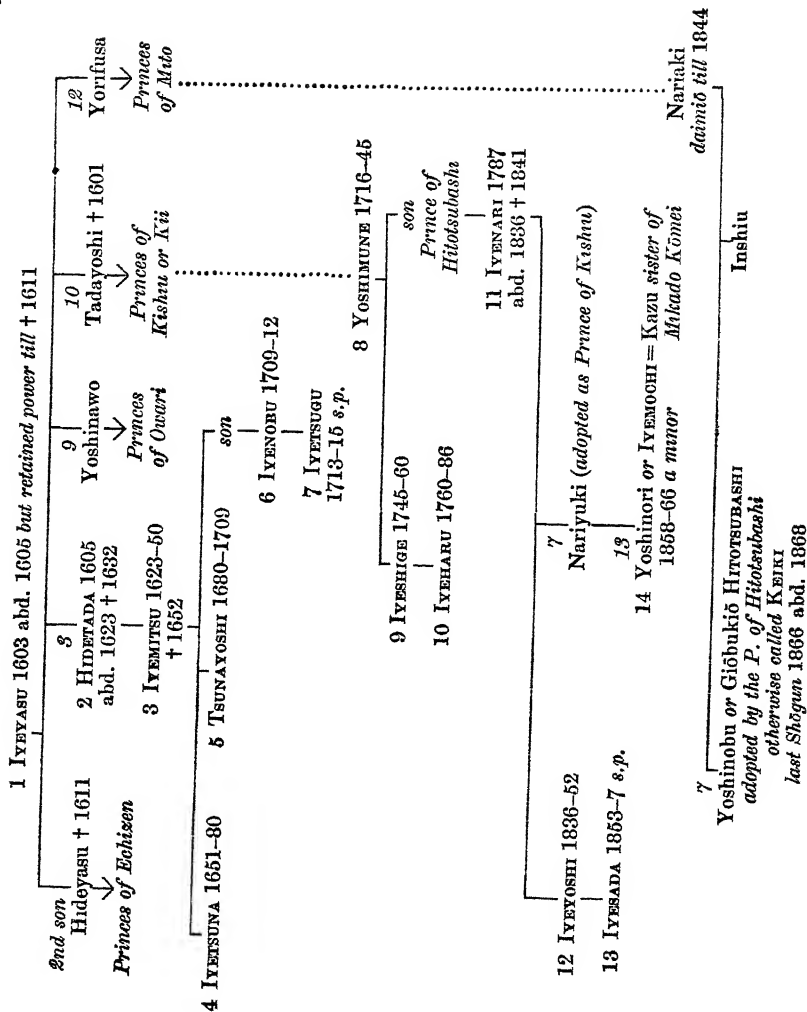 1 IYEYASU 1603 abd. 1605 but retained power till † 1611
2nd son
Hideyasu † 1611
Princes of Echizen
3
2 HIDETADA 1605
abd. 1623 † 1632
3 IYEMITSU 1623–50
† 1652
9
Yoshinawo
Princes
of Owari
10
Tadayoshi † 1601
Princes of
Kishiu or Kii
12
Yorifusa
Princes
of Mito
4 IYETSUNA 1651–80
5 TSUNAYOSHI 1680–1709
son
6 IYENOBU 1709–12
7 IYETSUGU
1713–15 s.p.
8 YOSHIMUNE 1716–45
9 IYESHIGE 1745–60
10 IYEHARU 1760–86
son
Prince of
Hitotsubashi
11 IYENARI 1787
abd. 1836 † 1841
12 IYEYOSHI 1836–52
13 IYESADA 1853–7 s.p.
7
Nariyuki (adopted as Prince of Kishiu)
13
14 Yoshinori or IYEMOCHI = Kazu sister of
1858–66 a minor Mikado Kōmei
Nariaki
daimiō till 1844
7
Yoshinobu or Giōbukiō HITOTSUBASHI
adopted by the P. of Hitotsubashi
otherwise called KEIKI
last Shōgun 1866 abd. 1868
Inshiu